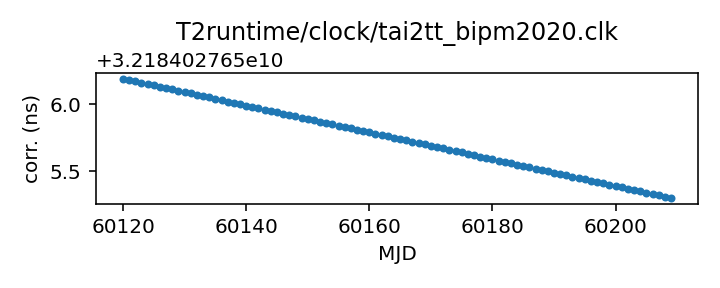 T2runtime/clock/tai2tt_bipm2020.clk
+3.218402765e10
6.0
5.5
corr. (ns)
60120 60140 60160 60180 60200
MJD